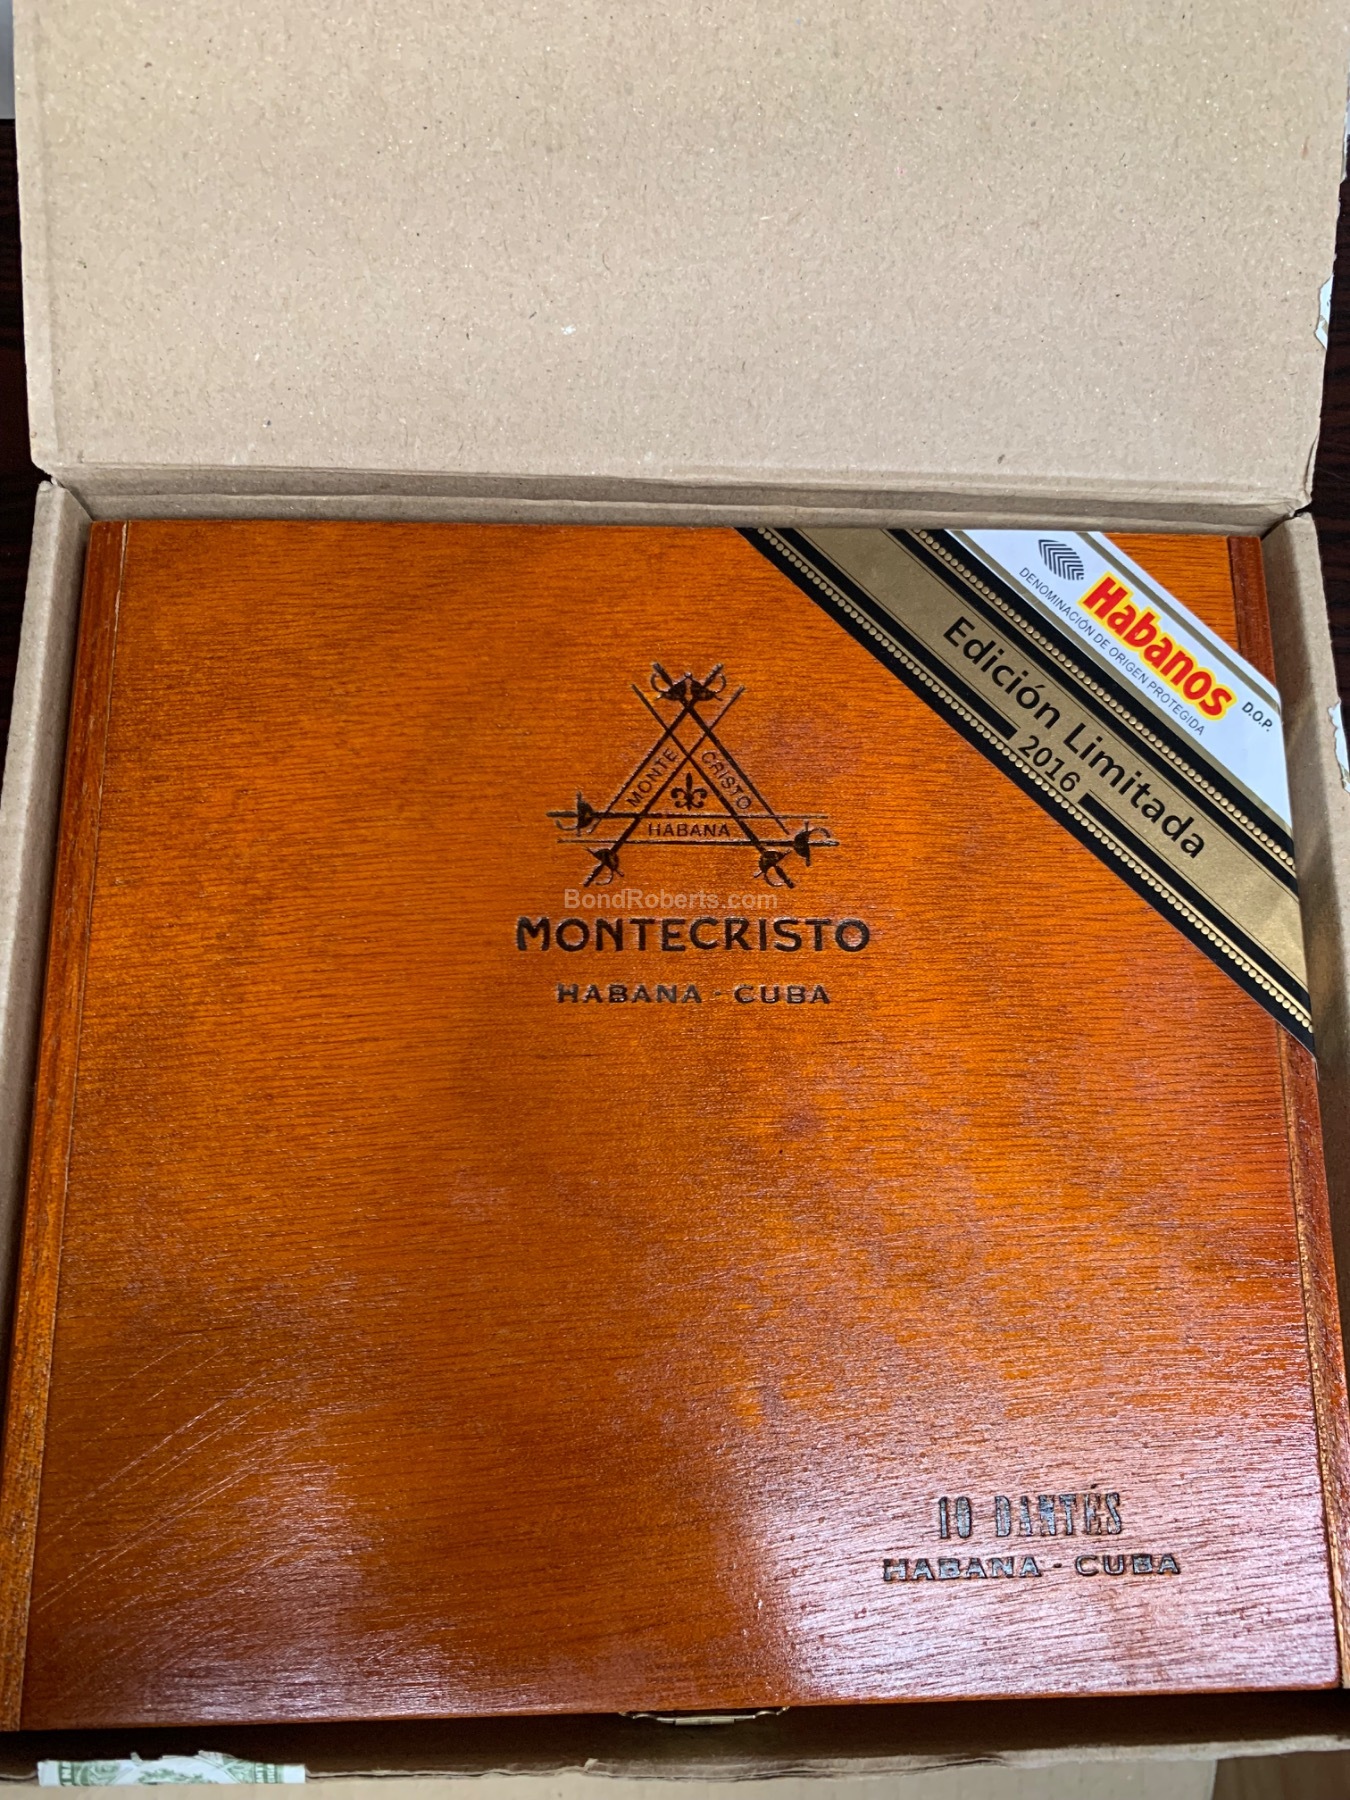 Habanos
D.O.P.
DENOMINACIÓN DE ORIGEN PROTEGIDA
Edición Limitada
2016
MONTE
CRISTO
HABANA
BondRoberts.com
MONTECRISTO
HABANA - CUBA
10 DANTÉS
HABANA - CUBA